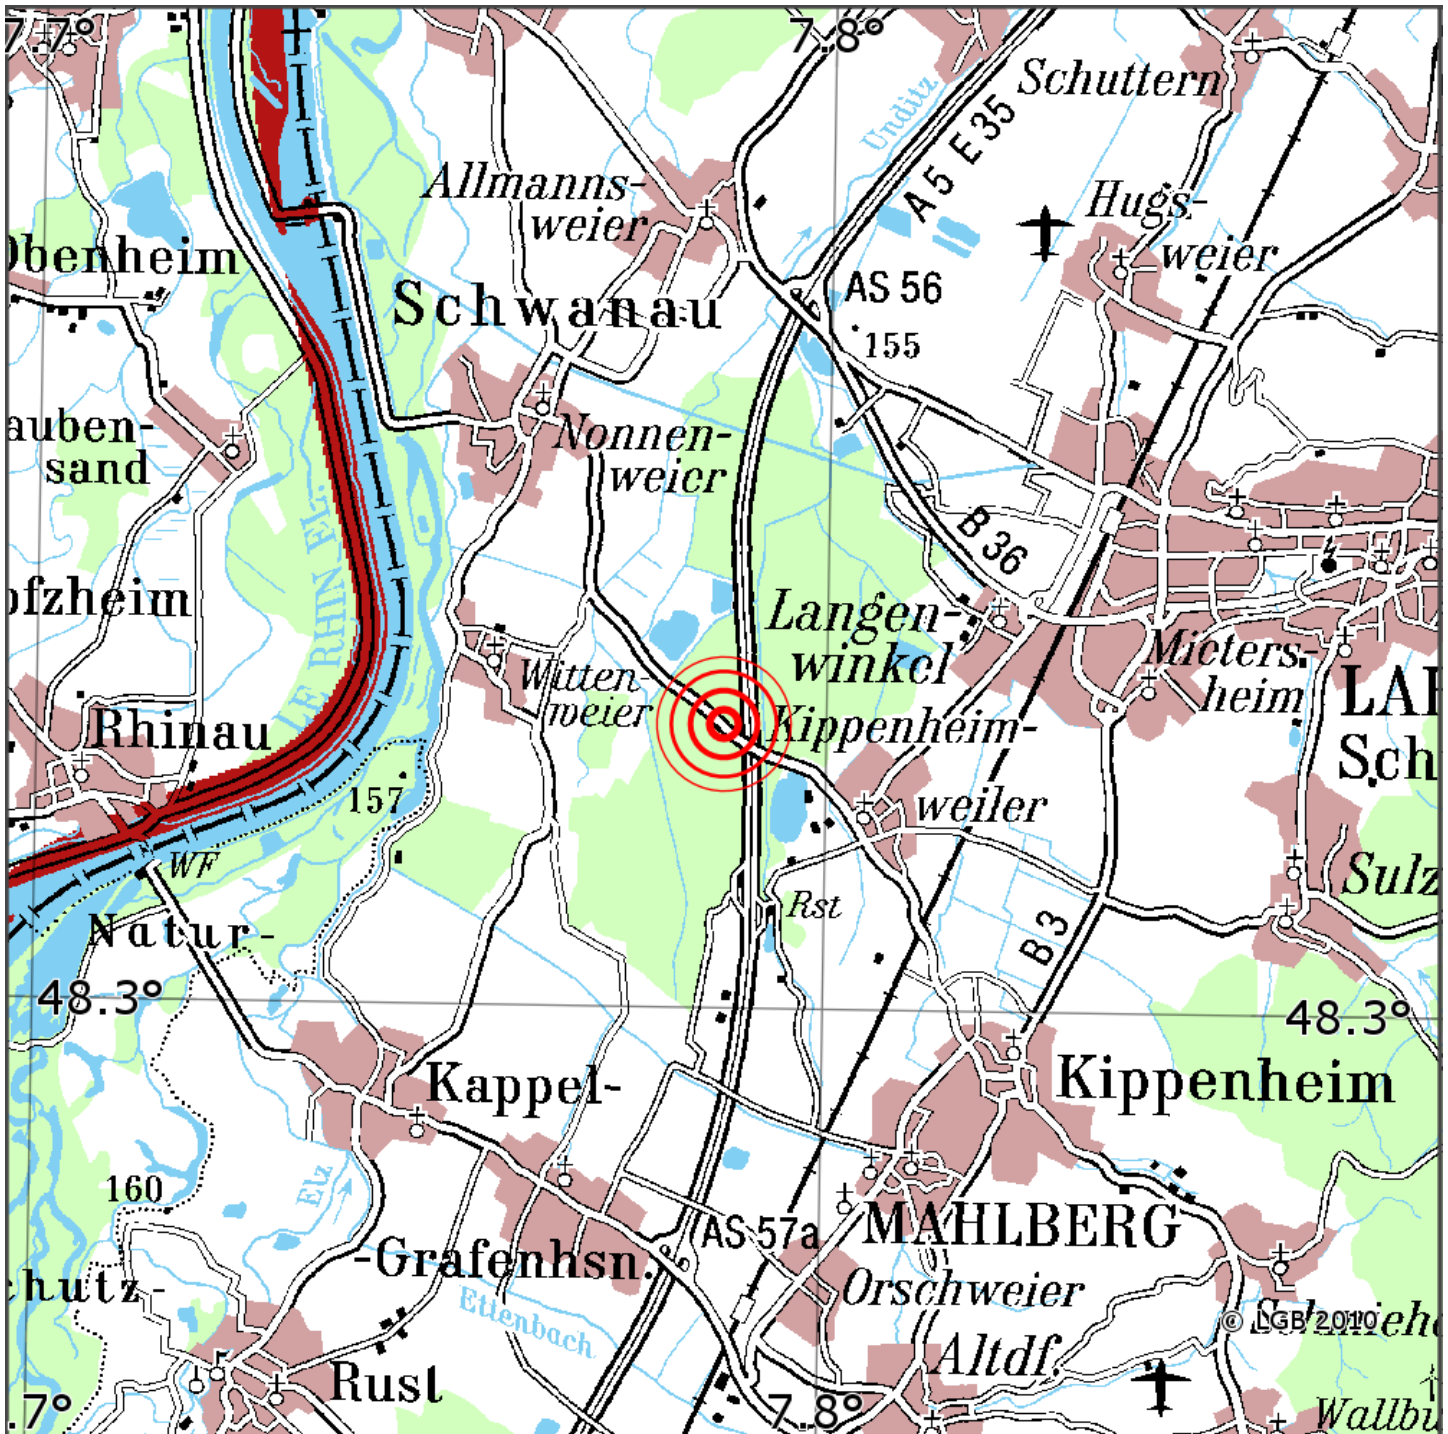 7.7°
7.8°
Schuttern
Unditz
A 5 E 35
Allmanns-
weier
Hugs-
weier
Obenheim
Schwanau
AS 56
155
auben-
sand
Nonnen-
weier
B 36
LE RHIN FL.
ofzheim
Langen-
winkel
Mieters-
heim
LAH
Sch
Witten-
weier
Rhinau
Kippenheim-
weiler
157
WF
Sulz
Rst
Natur-
B 3
48.3°
48.3°
Kappel-
Kippenheim
160
Elz
AS 57a
MAHLBERG
-Grafenhsn.
chutz-
Orschweier
Ettenbach
© LGB 2010
Schmiehe
Altdf.
Rust
.7°
7.8°
Wallbu